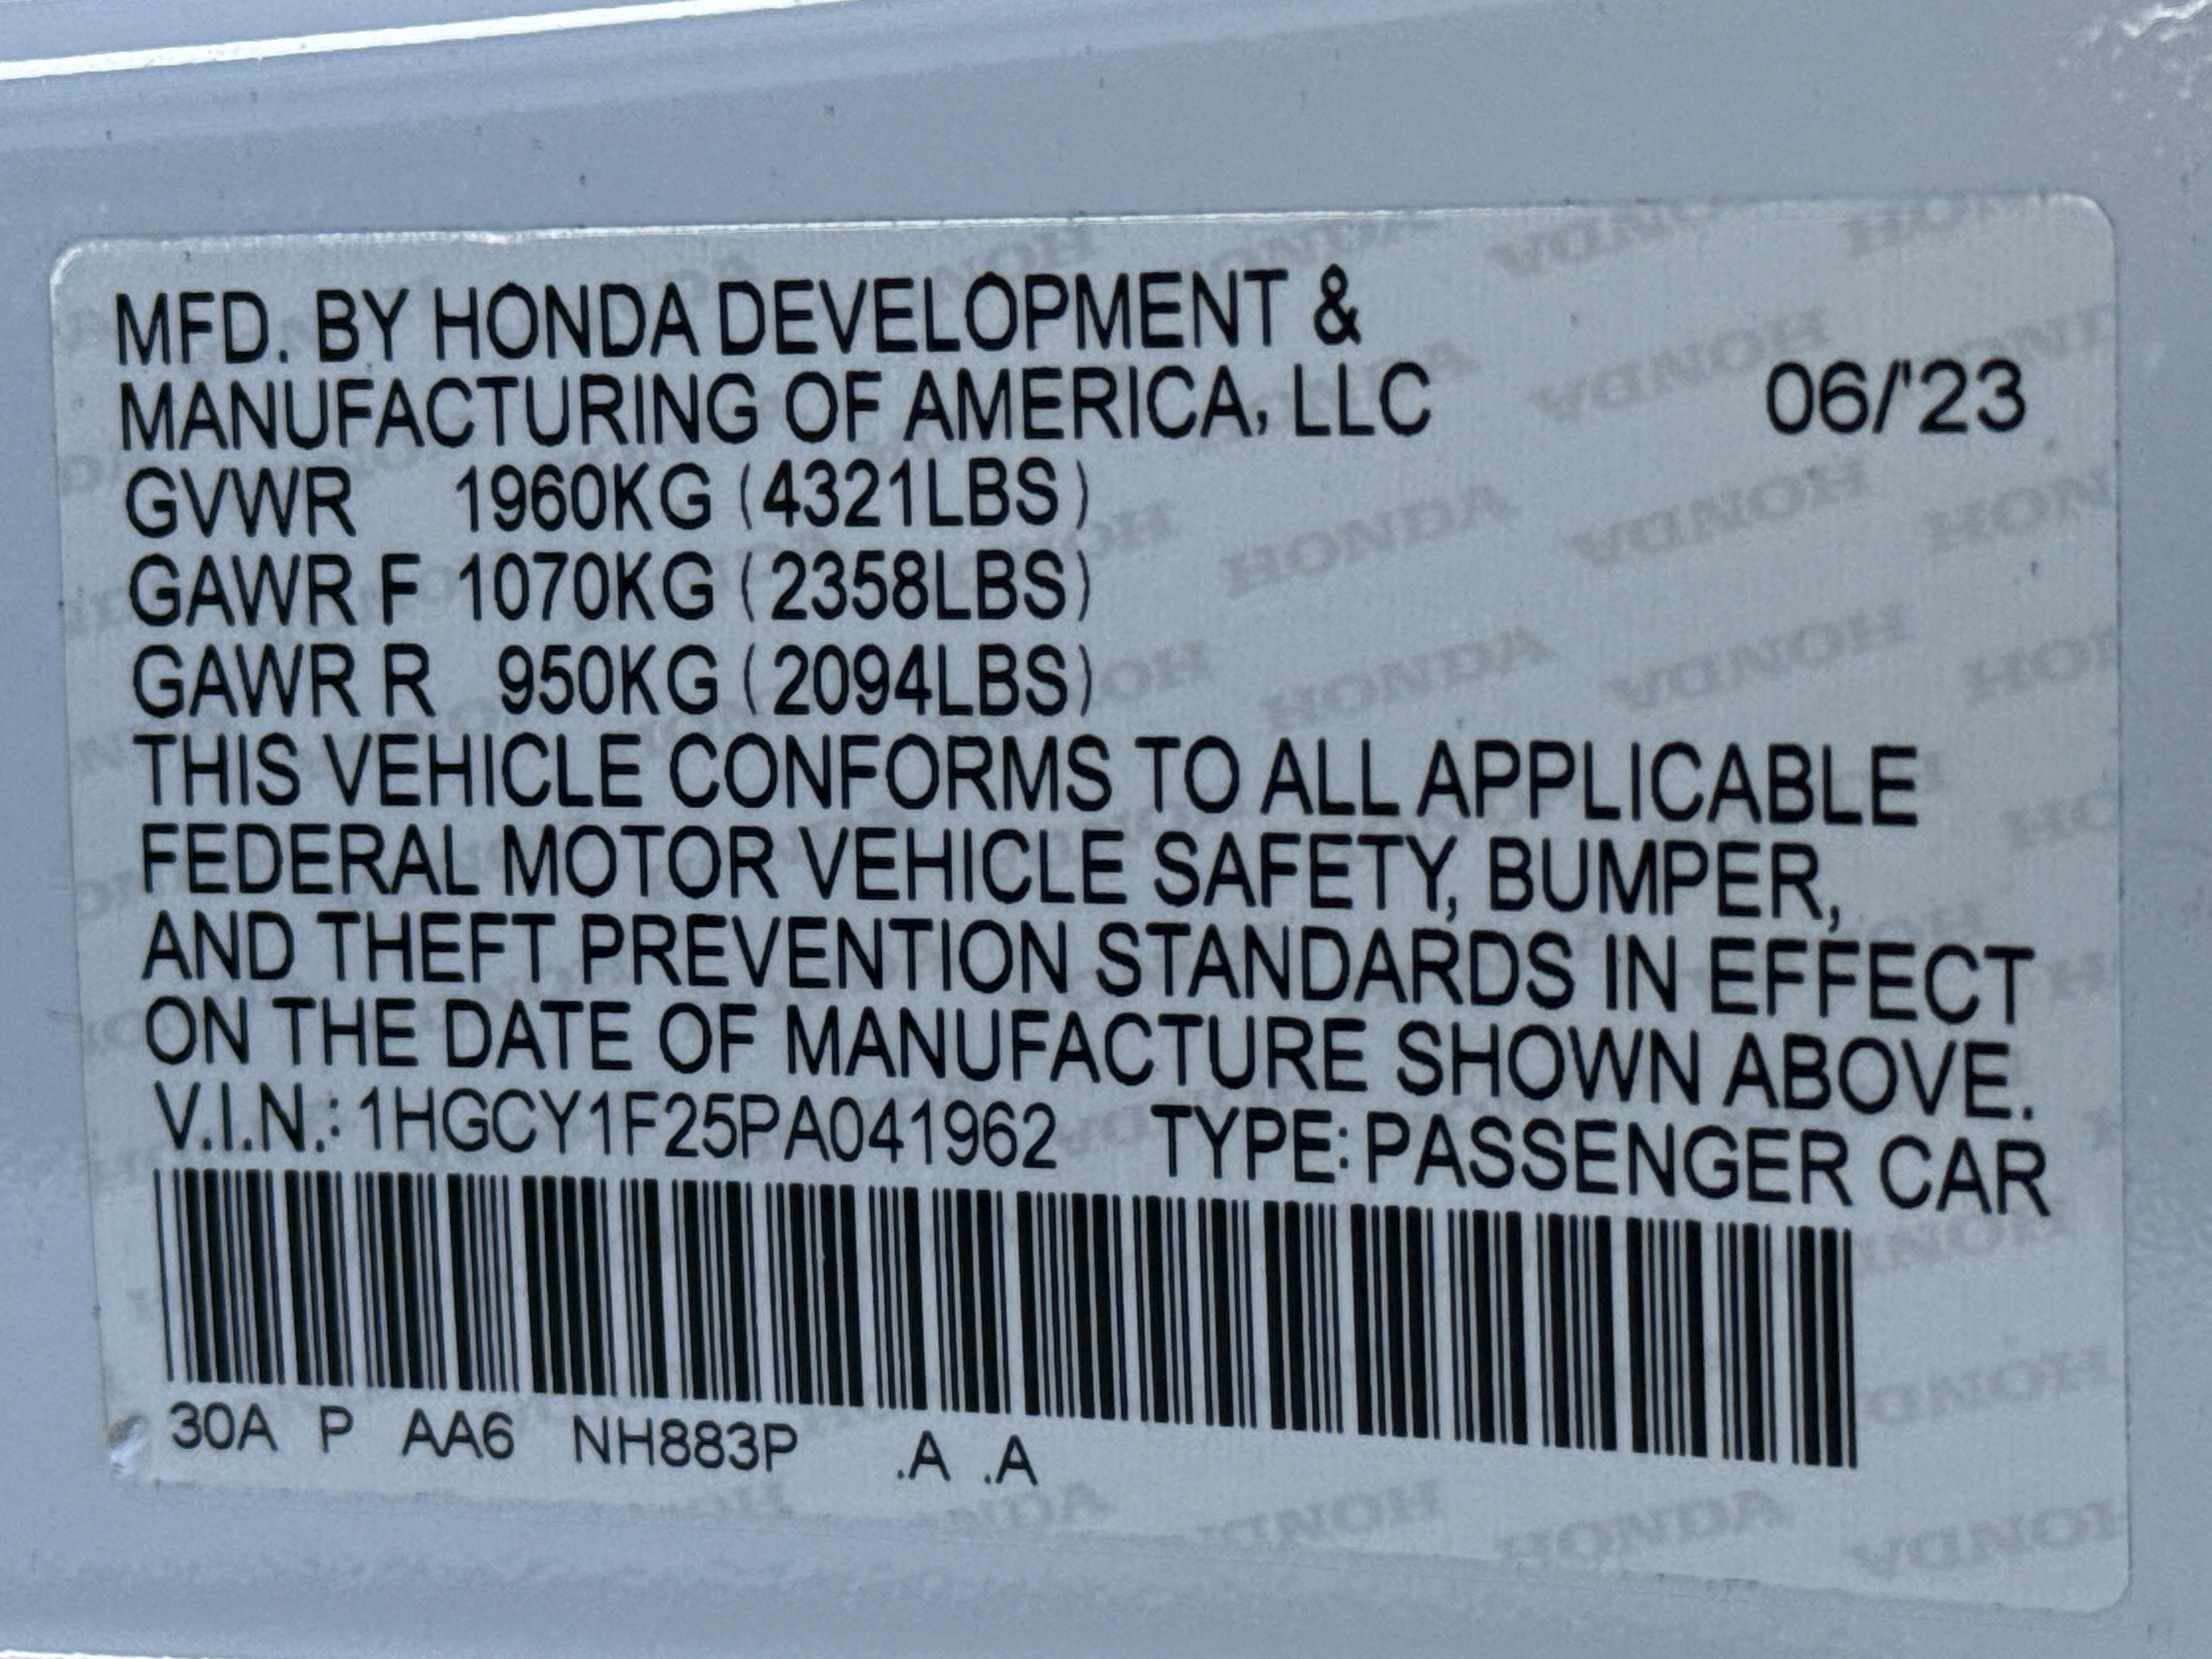 MFD. BY HONDA DEVELOPMENT &
MANUFACTURING OF AMERICA, LLC 06/'23
GVWR 1960KG (4321LBS)
GAWR F 1070KG (2358LBS)
GAWR R 950KG (2094LBS)
THIS VEHICLE CONFORMS TO ALL APPLICABLE
FEDERAL MOTOR VEHICLE SAFETY, BUMPER,
AND THEFT PREVENTION STANDARDS IN EFFECT
ON THE DATE OF MANUFACTURE SHOWN ABOVE.
V.I.N.: 1HGCY1F25PA041962 TYPE: PASSENGER CAR
30A P AA6 NH883P .A .A